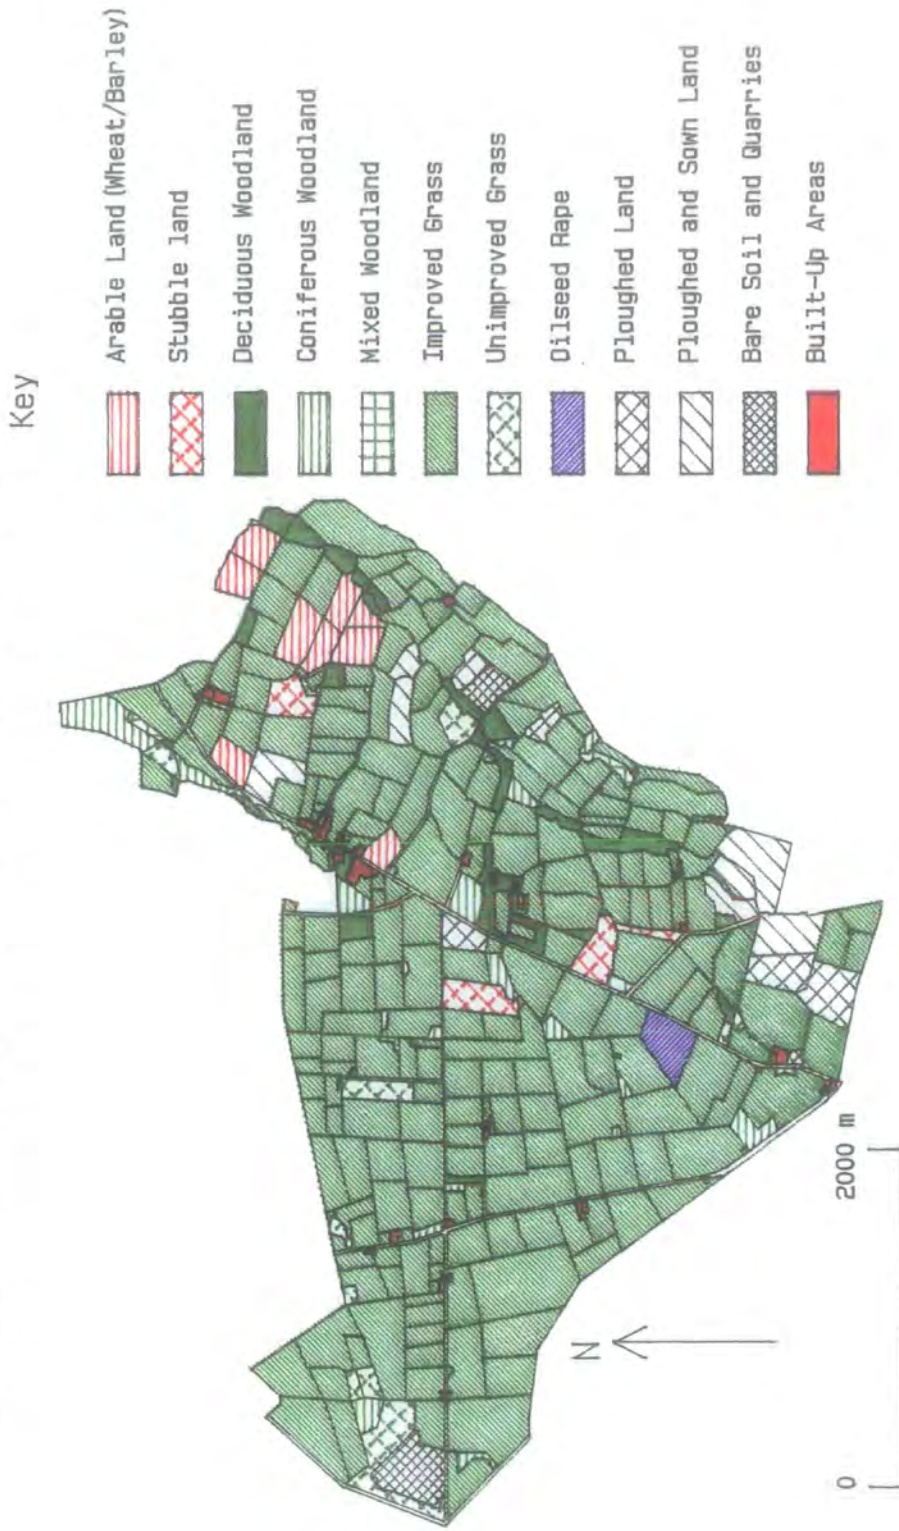 Key
Arable Land(Wheat/Barley)
Stubble land
Deciduous Woodland
Coniferous Woodland
Mixed Woodland
Improved Grass
Unimproved Grass
Oilseed Rape
Ploughed Land
Ploughed and Sown Land
Bare Soil and Quarries
Built-Up Areas
N
0
2000 m